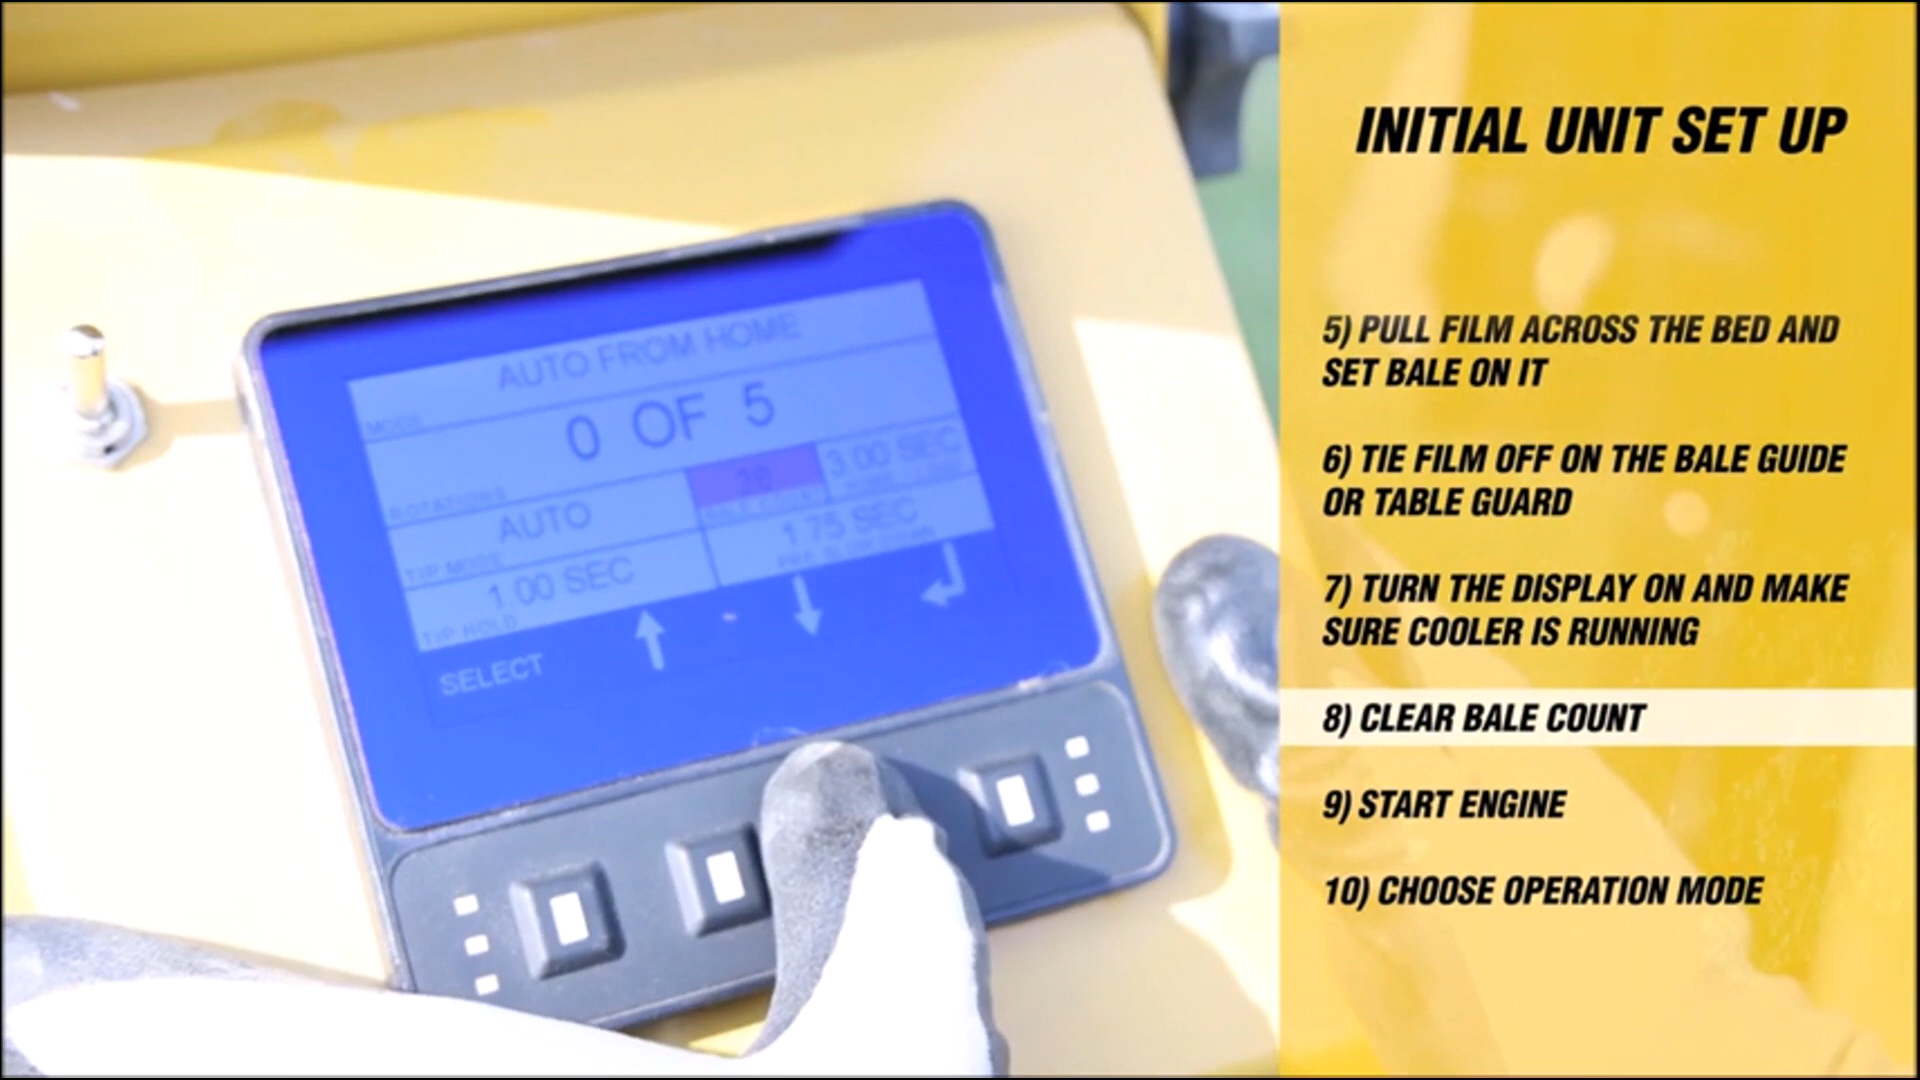 INITIAL UNIT SET UP
5) PULL FILM ACROSS THE BED AND
SET BALE ON IT
6) TIE FILM OFF ON THE BALE GUIDE
OR TABLE GUARD
7) TURN THE DISPLAY ON AND MAKE
SURE COOLER IS RUNNING
8) CLEAR BALE COUNT
9) START ENGINE
10) CHOOSE OPERATION MODE
AUTO FROM HOME
MODE
0 OF 5
ROTATIONS
AUTO
TIP MODE
20
BALE COUNT
3.00 SEC
1.75 SEC
1.00 SEC
TIP HOLD
SELECT